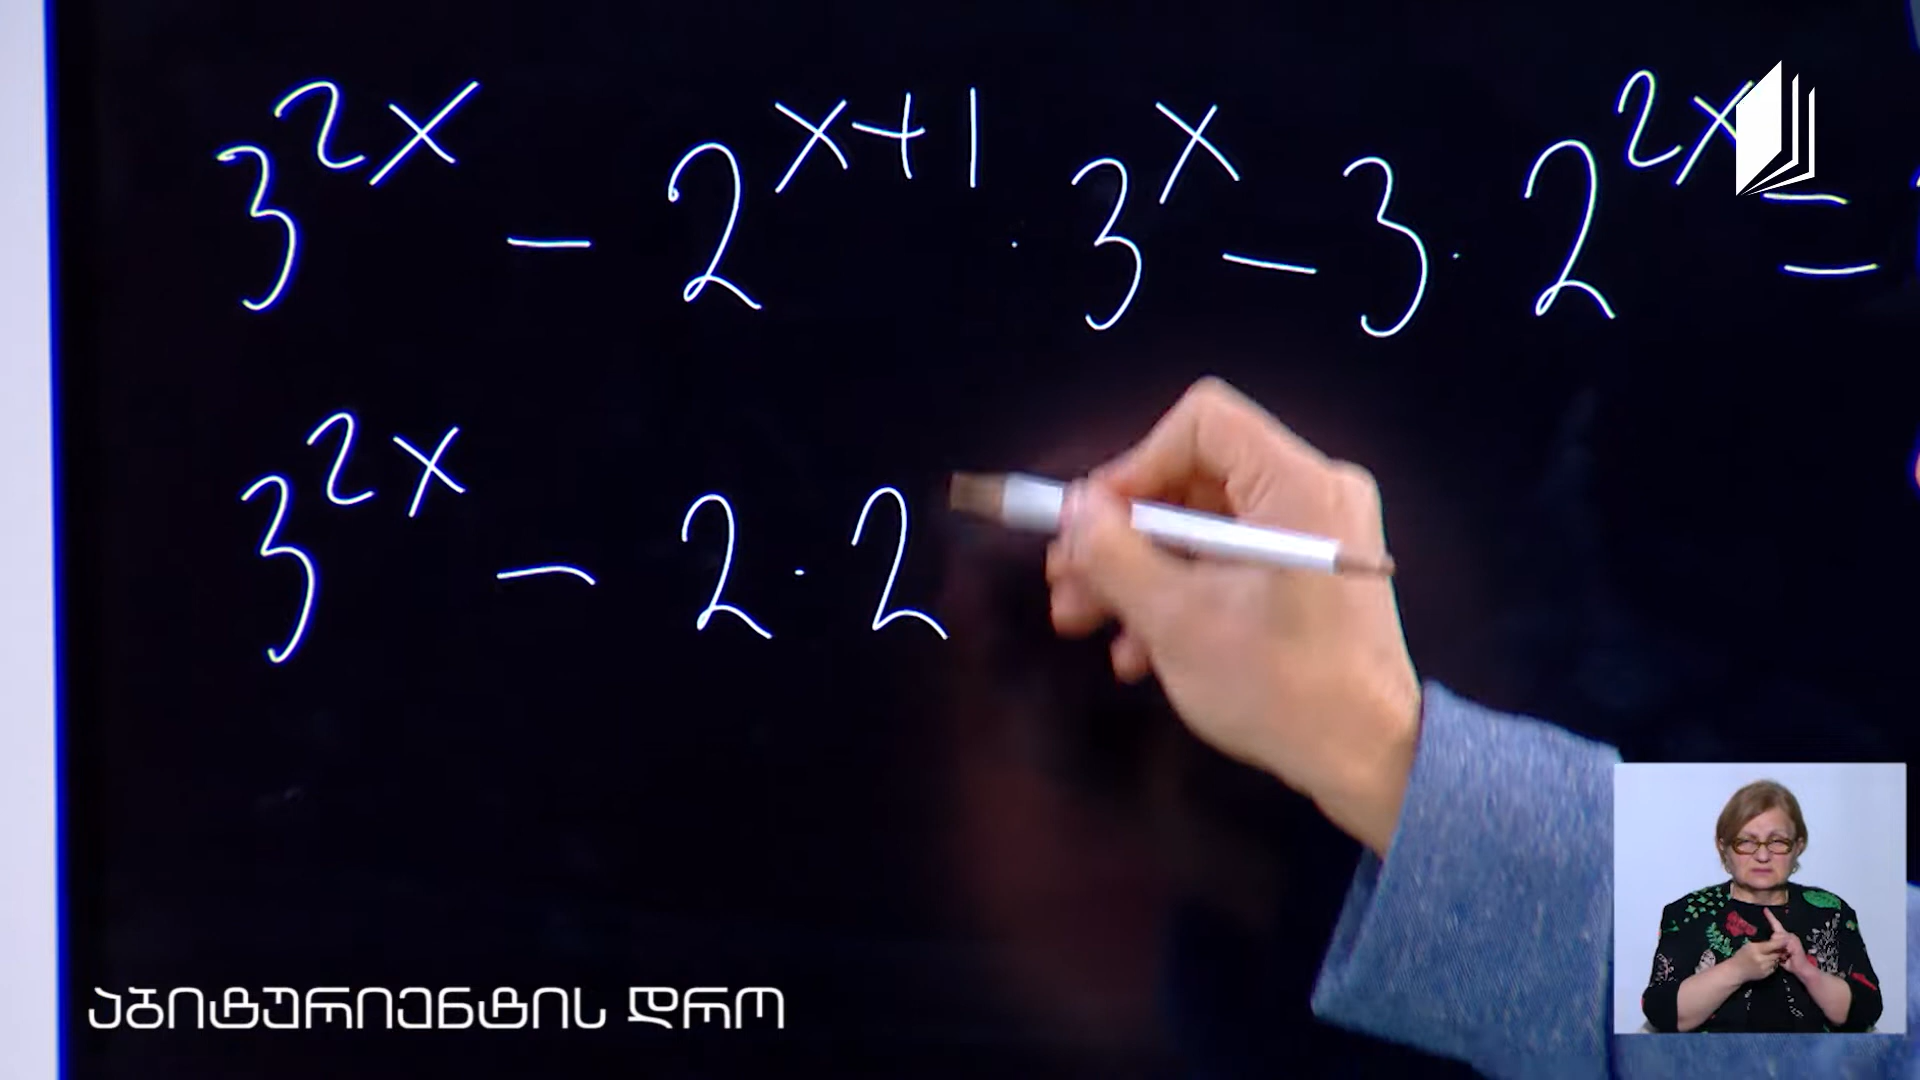 3^{2x} - 2^{x+1} · 3^x - 3 · 2^{2x} =
3^{2x} - 2 · 2
აბიტურიენტის დრო